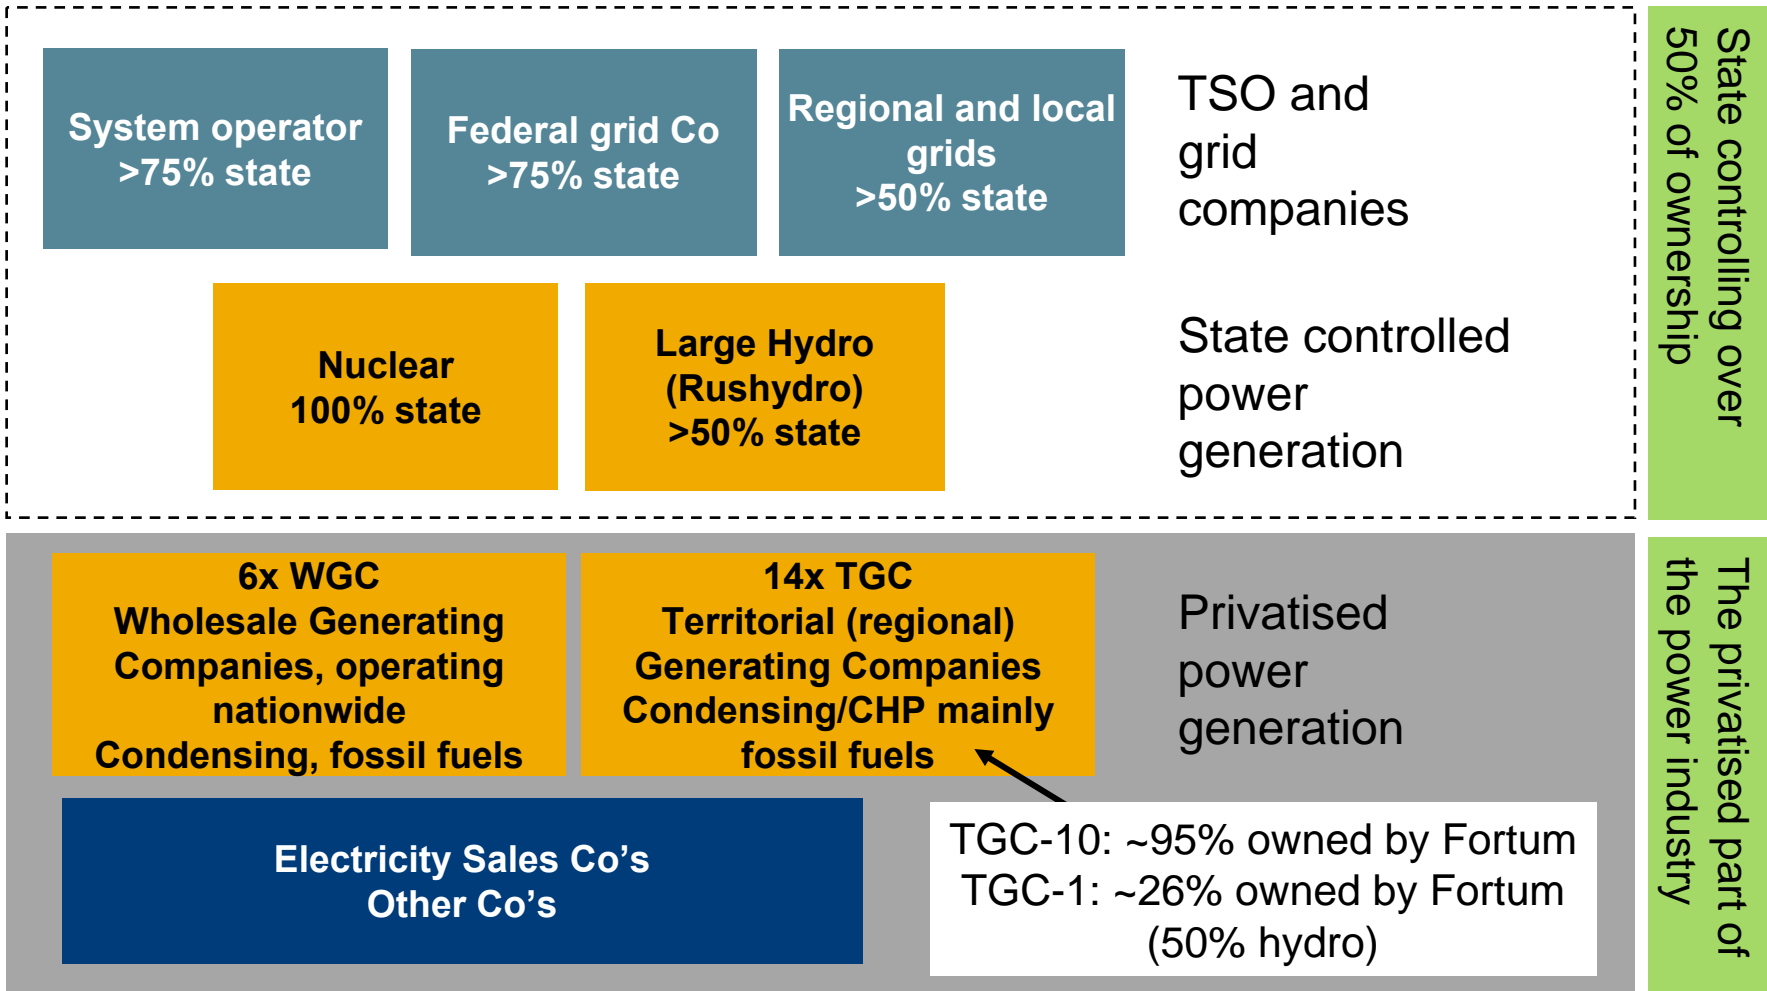 System operator
>75% state
Federal grid Co
>75% state
Regional and local
grids
>50% state
TSO and
grid
companies
Nuclear
100% state
Large Hydro
(Rushydro)
>50% state
State controlled
power
generation
State controlling over
50% of ownership
6x WGC
Wholesale Generating
Companies, operating
nationwide
Condensing, fossil fuels
14x TGC
Territorial (regional)
Generating Companies
Condensing/CHP mainly
fossil fuels
Privatised
power
generation
Electricity Sales Co’s
Other Co’s
TGC-10: ~95% owned by Fortum
TGC-1: ~26% owned by Fortum
(50% hydro)
The privatised part of
the power industry